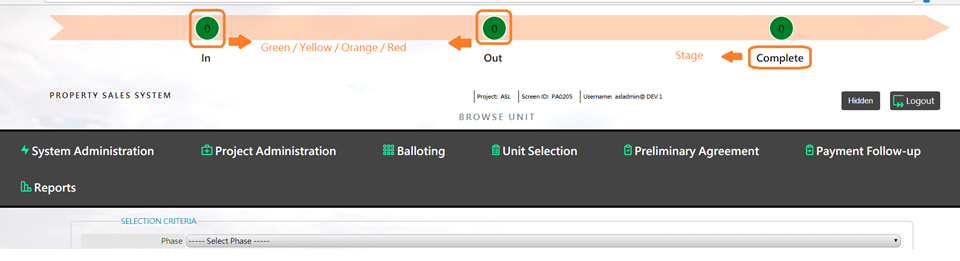 0 0 0
Green / Yellow / Orange / Red
In Out Stage Complete
PROPERTY SALES SYSTEM
Project: ASL Screen ID: PA0205 Username: asladmin@ DEV 1
Hidden Logout
BROWSE UNIT
System Administration Project Administration Balloting Unit Selection Preliminary Agreement Payment Follow-up
Reports
SELECTION CRITERIA
Phase ----- Select Phase -----